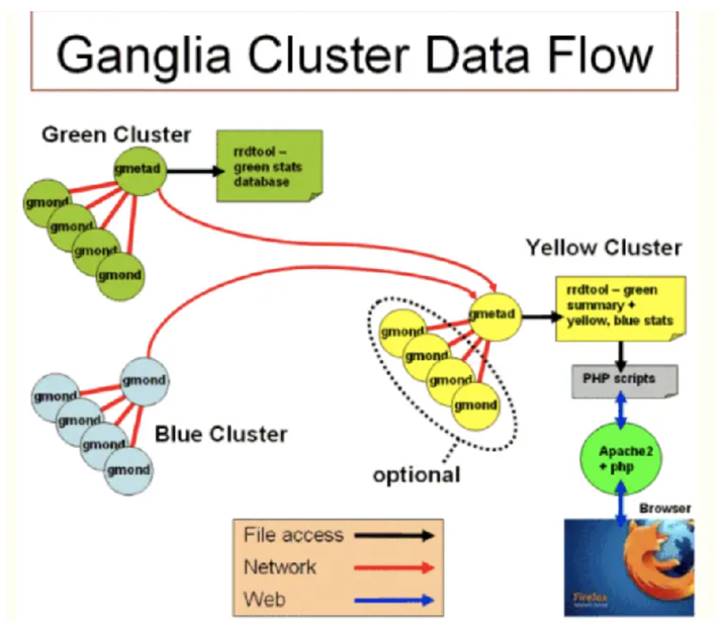 Ganglia Cluster Data Flow
Green Cluster
gmetad
rrdtool –
green stats
database
gmond
gmond
gmond
gmond
Yellow Cluster
gmetad
rrdtool – green
summary +
yellow, blue stats
gmond
gmond
gmond
gmond
optional
PHP scripts
Apache2
+ php
Browser
Firefox
gmond
gmond
gmond
gmond
gmond
Blue Cluster
File access
Network
Web